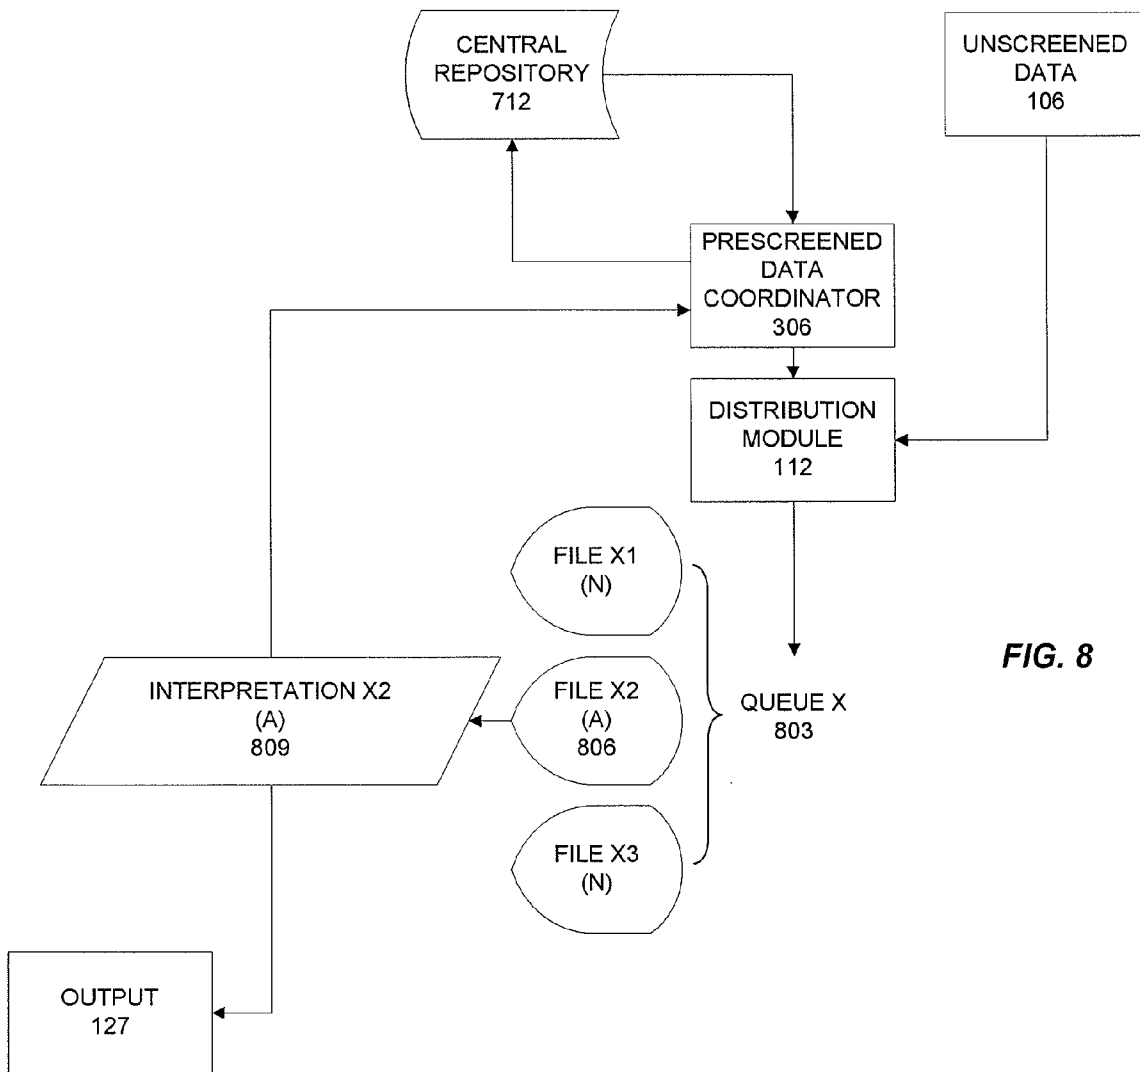 CENTRAL
REPOSITORY
712
UNSCREENED
DATA
106
PRESCREENED
DATA
COORDINATOR
306
DISTRIBUTION
MODULE
112
FILE X1
(N)
FIG. 8
INTERPRETATION X2
(A)
809
FILE X2
(A)
806
QUEUE X
803
FILE X3
(N)
OUTPUT
127